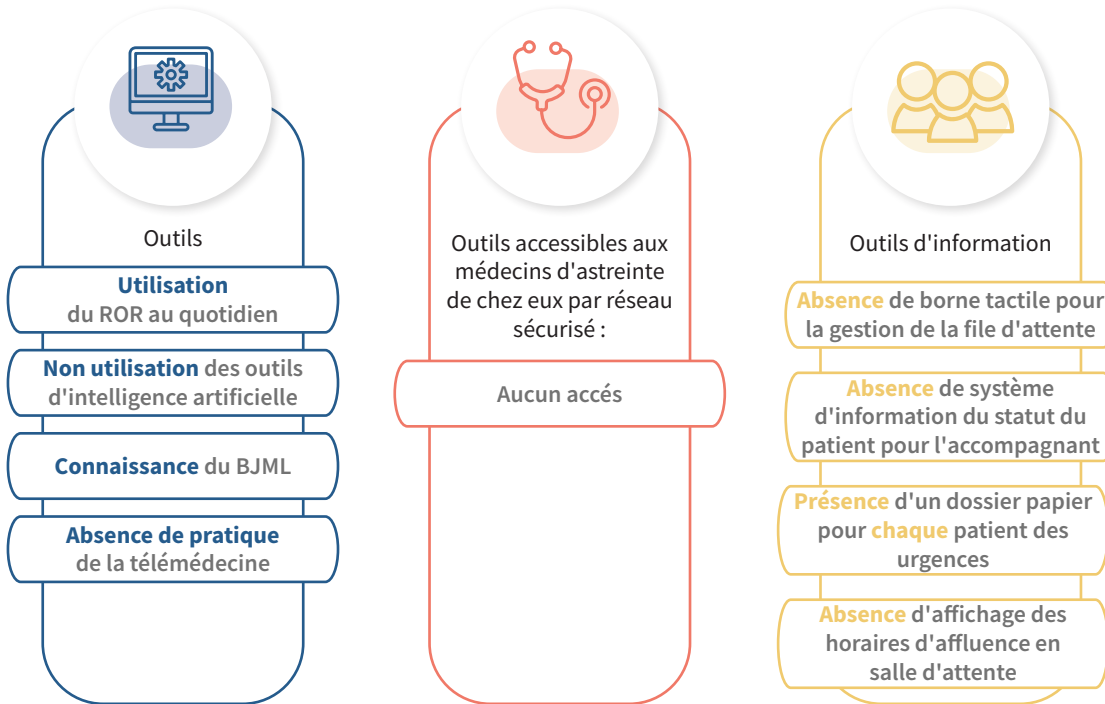 Outils
Utilisation
du ROR au quotidien
Non utilisation des outils
d'intelligence artificielle
Connaissance du BJML
Absence de pratique
de la télémédecine
Outils accessibles aux
médecins d'astreinte
de chez eux par réseau
sécurisé :
Aucun accés
Outils d'information
Absence de borne tactile pour
la gestion de la file d'attente
Absence de système
d'information du statut du
patient pour l'accompagnant
Présence d'un dossier papier
pour chaque patient des
urgences
Absence d'affichage des
horaires d'affluence en
salle d'attente